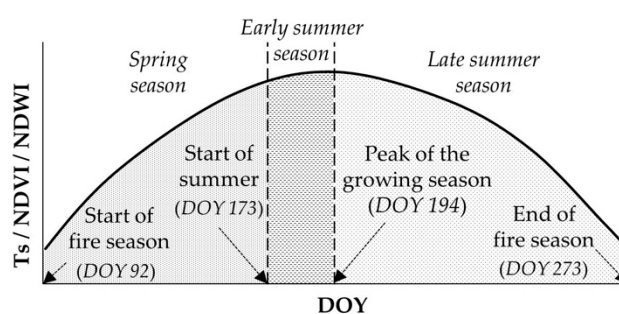 Early summer
season
Spring
season
Late summer
season
Ts / NDVI / NDWI
Start of
summer
(DOY 173)
Peak of the
growing season
(DOY 194)
Start of
fire season
(DOY 92)
End of
fire season
(DOY 273)
DOY